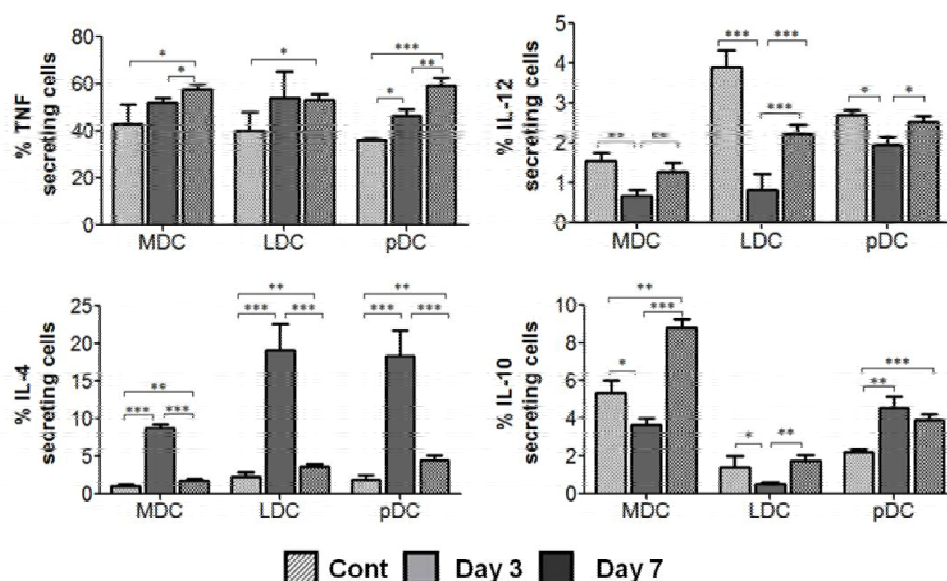 % TNF
secreting cells
80
60
40
20
0
* * * *** * **
MDC LDC pDC
% IL-12
secreting cells
5
4
3
2
1
0
*** *** *** * * ** **
MDC LDC pDC
% IL-4
secreting cells
25
20
15
10
5
0
** ** ** *** *** *** *** *** ***
MDC LDC pDC
% IL-10
secreting cells
10
8
6
4
2
0
** *** * * ** *** **
MDC LDC pDC
Cont Day 3 Day 7